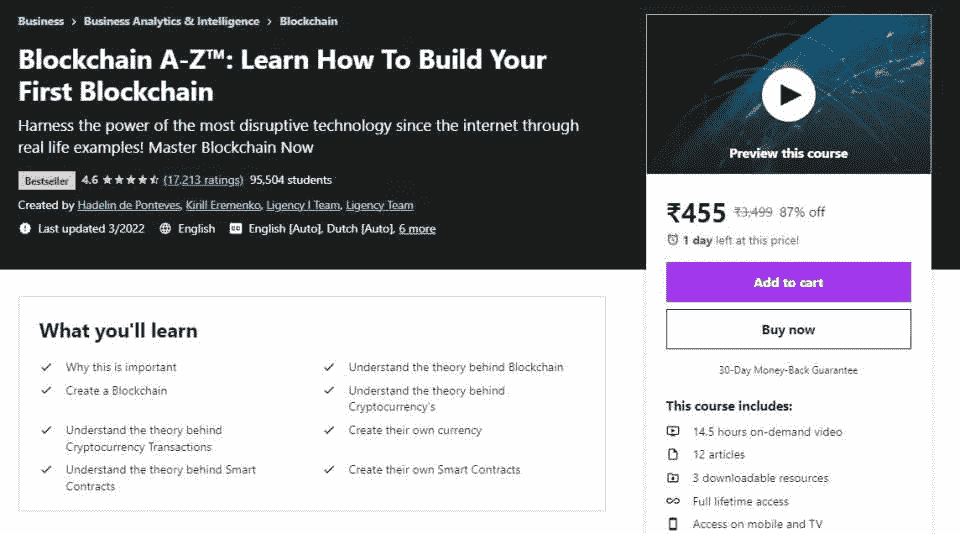 Business > Business Analytics & Intelligence > Blockchain
Blockchain A-Z™: Learn How To Build Your
First Blockchain
Harness the power of the most disruptive technology since the internet through
real life examples! Master Blockchain Now
Bestseller 4.6 (17,213 ratings) 95,504 students
Created by Hadelin de Ponteves, Kirill Eremenko, Ligency I Team, Ligency Team
Last updated 3/2022 English English [Auto], Dutch [Auto], 6 more
What you'll learn
Why this is important
Create a Blockchain
Understand the theory behind
Cryptocurrency Transactions
Understand the theory behind Smart
Contracts
Understand the theory behind Blockchain
Understand the theory behind
Cryptocurrency's
Create their own currency
Create their own Smart Contracts
Preview this course
₹455 ₹3,499 87% off
1 day left at this price!
Add to cart
Buy now
30-Day Money-Back Guarantee
This course includes:
14.5 hours on-demand video
12 articles
3 downloadable resources
Full lifetime access
Access on mobile and TV